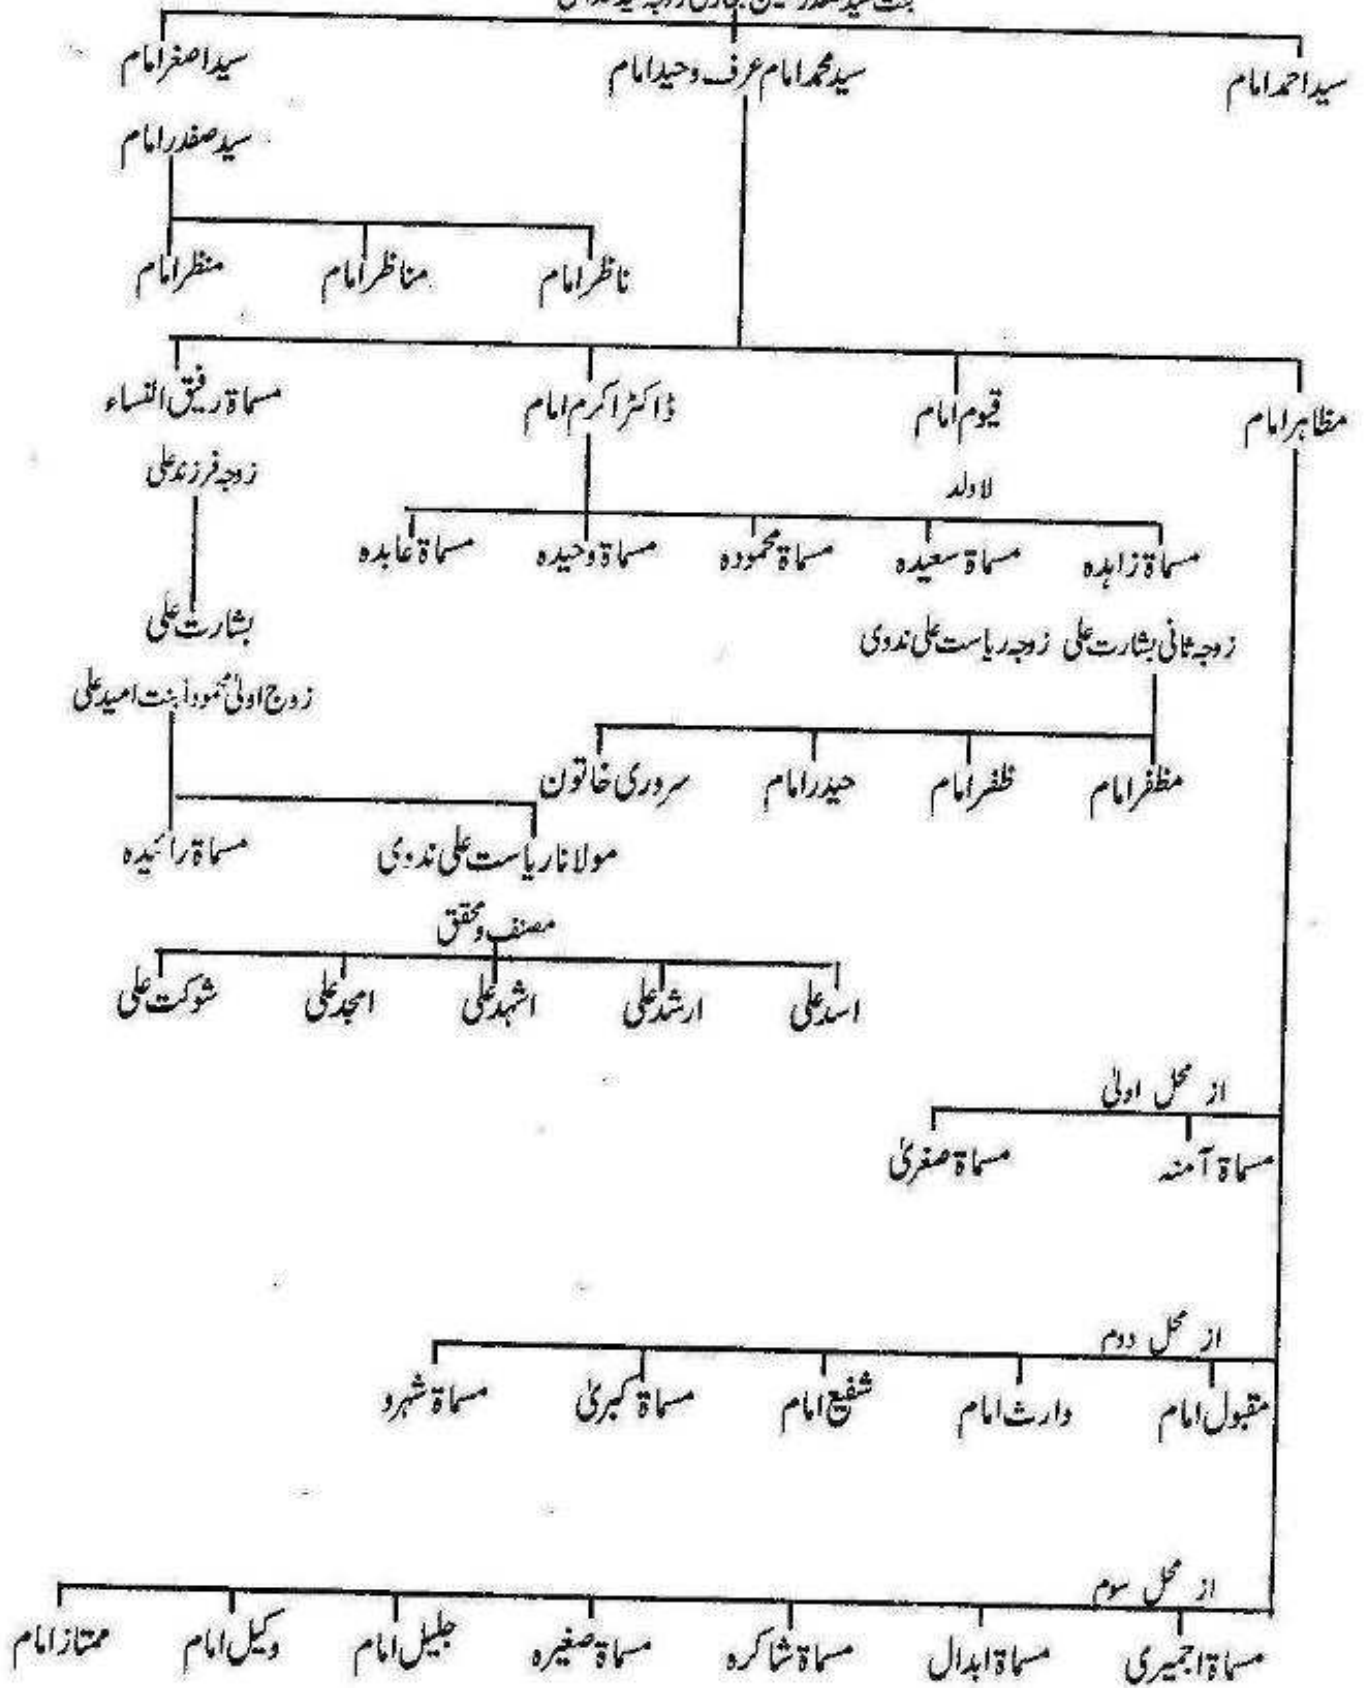 سید احمد امام سید محمد امام عرف وحید امام سید اصغر امام
سید صفدر امام
ناظر امام مناظر امام منظر امام
مظاہر امام قیوم امام ڈاکٹر اکرم امام مسماۃ رفیق النساء
لا ولد زوجہ فرزند علی
مسماۃ زاہدہ مسماۃ سعیدہ مسماۃ محمودہ مسماۃ وحیدہ مسماۃ عابدہ
زوجہ ثانی بشارت علی زوجہ ریاست علی ندوی بشارت علی
زوج اولیٰ محمودا بنت امید علی
مظفر امام ظفر امام حیدر امام سروری خاتون
مولانا ریاست علی ندوی مسماۃ رائیدہ
مصنف و محقق
اسد علی ارشد علی اشہد علی امجد علی شوکت علی
از محل اولیٰ
مسماۃ آمنہ مسماۃ صغریٰ
از محل دوم
مقبول امام وارث امام شفیع امام مسماۃ کبریٰ مسماۃ شہرو
از محل سوم
مسماۃ اجمیری مسماۃ ابدال مسماۃ شاکرہ مسماۃ صغیرہ جلیل امام وکیل امام ممتاز امام